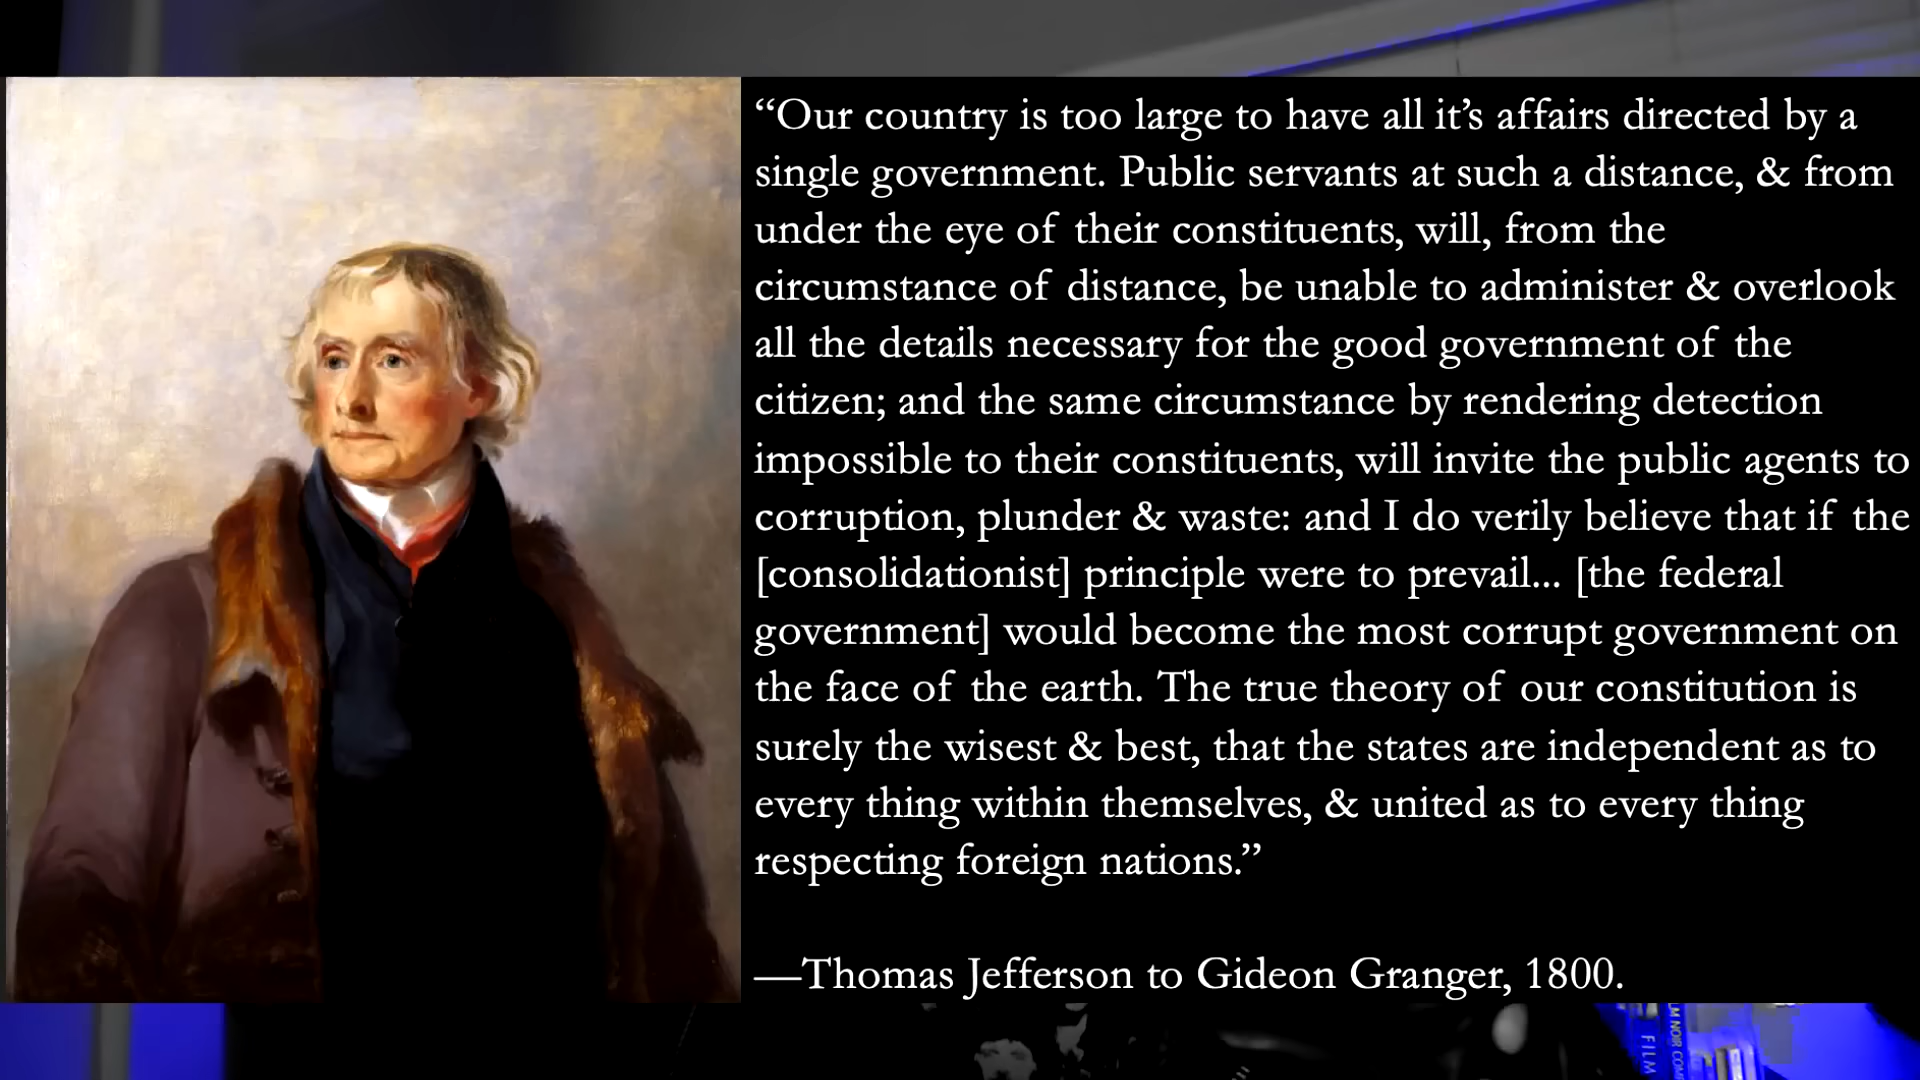 “Our country is too large to have all it’s affairs directed by a
single government. Public servants at such a distance, & from
under the eye of their constituents, will, from the
circumstance of distance, be unable to administer & overlook
all the details necessary for the good government of the
citizen; and the same circumstance by rendering detection
impossible to their constituents, will invite the public agents to
corruption, plunder & waste: and I do verily believe that if the
[consolidationist] principle were to prevail... [the federal
government] would become the most corrupt government on
the face of the earth. The true theory of our constitution is
surely the wisest & best, that the states are independent as to
every thing within themselves, & united as to every thing
respecting foreign nations.”
—Thomas Jefferson to Gideon Granger, 1800.
FILM
NOIR